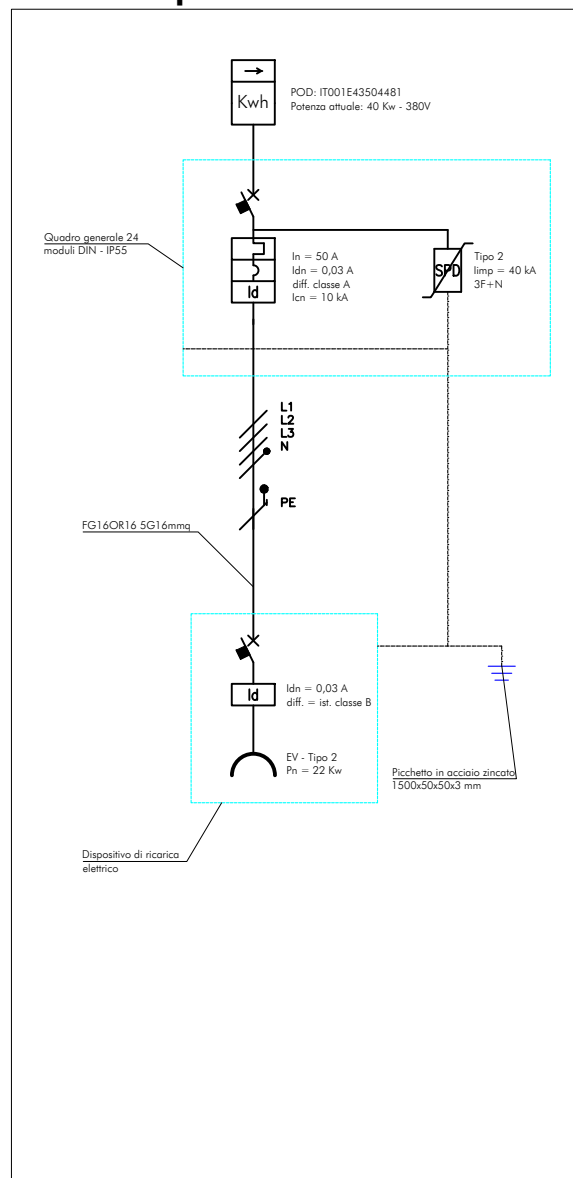 Kwh
POD: IT001E43504481
Potenza attuale: 40 Kw - 380V
Quadro generale 24
moduli DIN - IP55
In = 50 A
Idn = 0,03 A
diff. classe A
Icn = 10 kA
Id
SPD
Tipo 2
Iimp = 40 kA
3F+N
L1
L2
L3
N
PE
FG16OR16 5G16mmq
Id
Idn = 0,03 A
diff. = ist. classe B
EV - Tipo 2
Pn = 22 Kw
Picchetto in acciaio zincato
1500x50x50x3 mm
Dispositivo di ricarica
elettrico